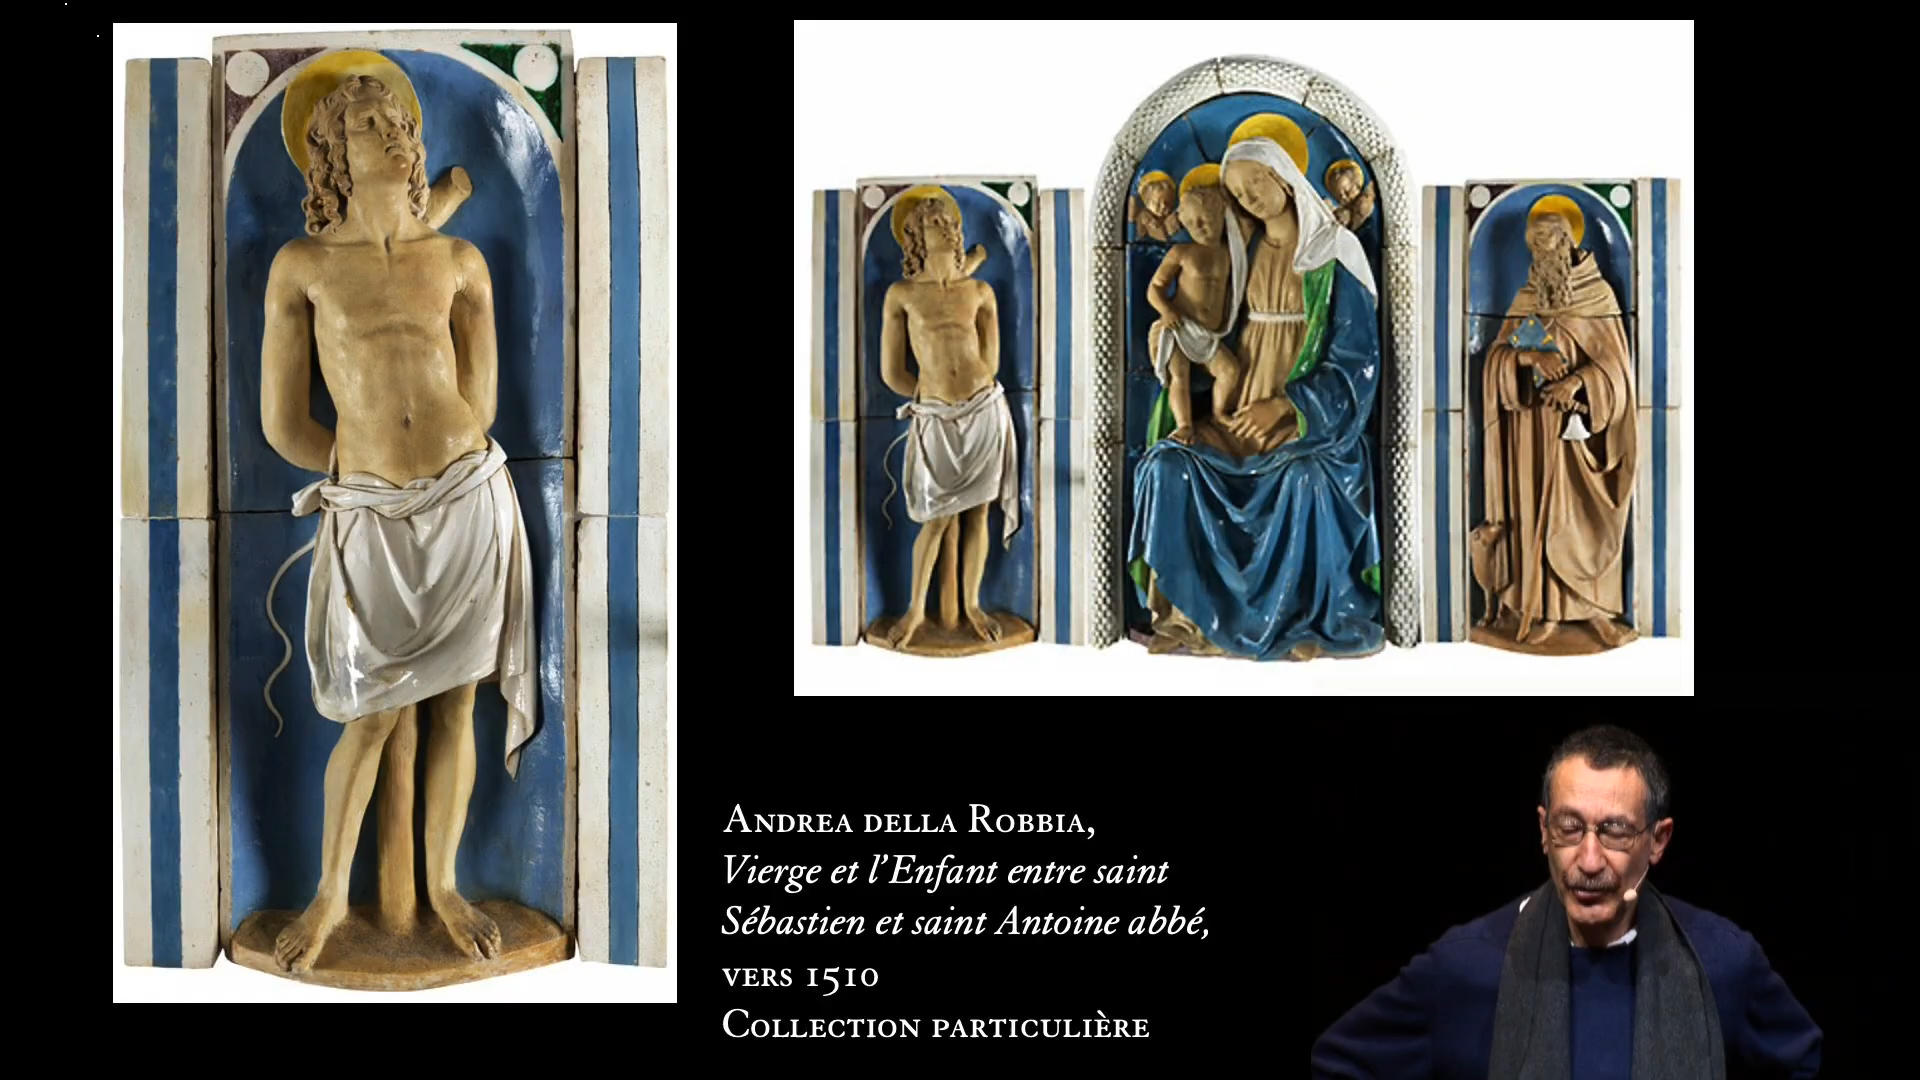 Andrea della Robbia,
Vierge et l'Enfant entre saint
Sébastien et saint Antoine abbé,
vers 1510
Collection particulière